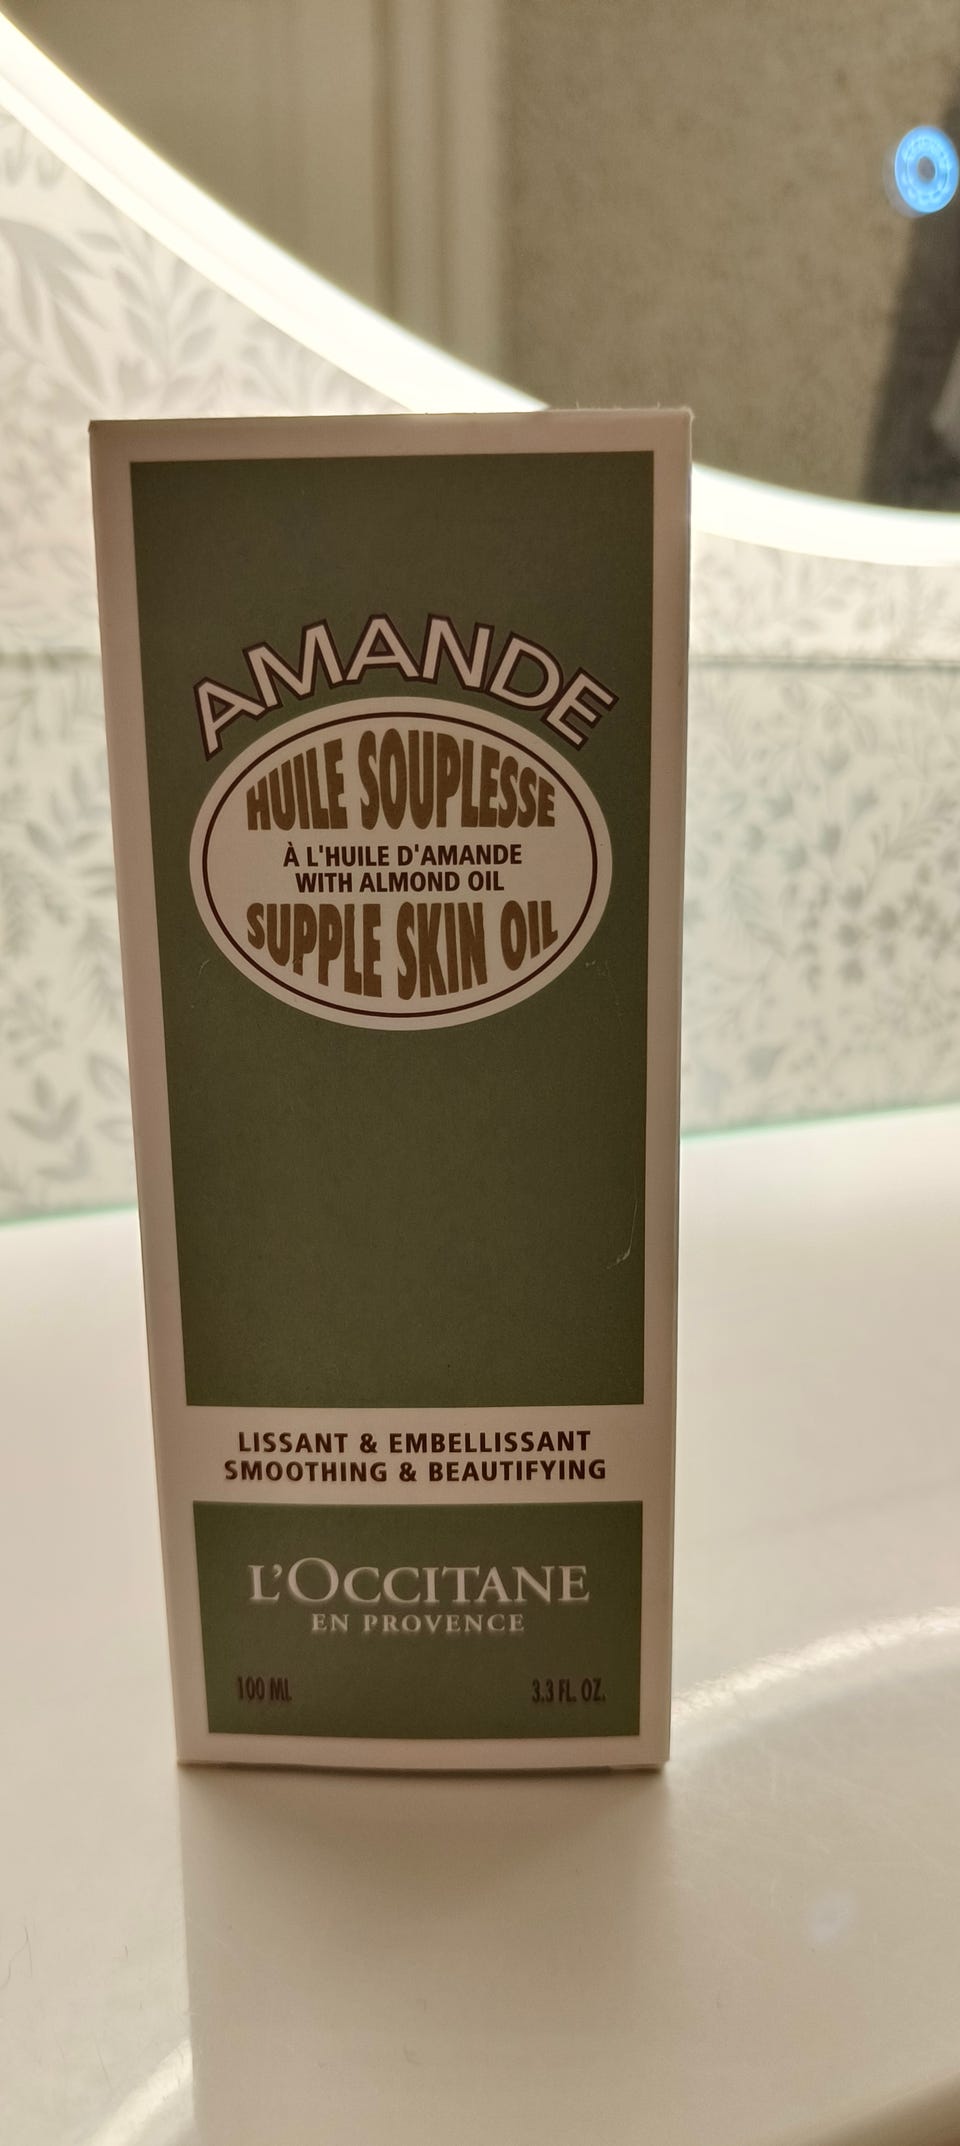 AMANDE
HUILE SOUPLESSE
À L'HUILE D'AMANDE
WITH ALMOND OIL
SUPPLE SKIN OIL
LISSANT & EMBELLISSANT
SMOOTHING & BEAUTIFYING
L'OCCITANE
EN PROVENCE
100 ML 3.3 FL. OZ.